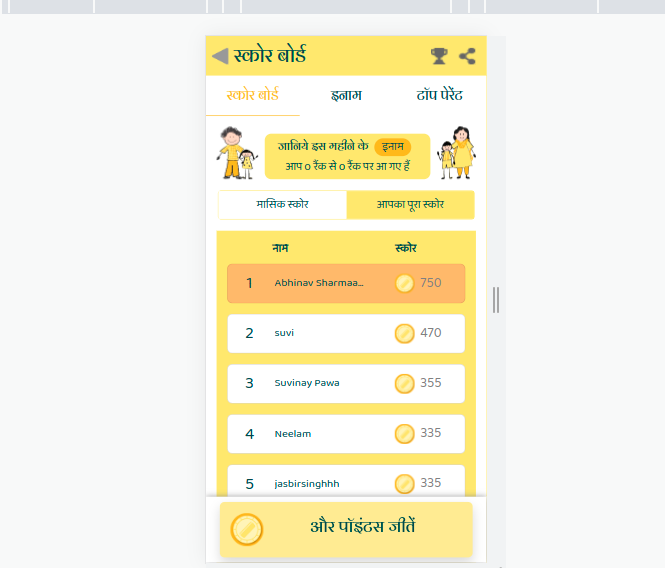 स्कोर बोर्ड
स्कोर बोर्ड इनाम टॉप पेरेंट
जानिये इस महीने के इनाम
आप 0 रैंक से 0 रैंक पर आ गए हैं
मासिक स्कोर आपका पूरा स्कोर
नाम स्कोर
1 Abhinav Sharmaa... 750
2 suvi 470
3 Suvinay Pawa 355
4 Neelam 335
5 jasbirsinghhh 335
और पॉइंटस जीतें